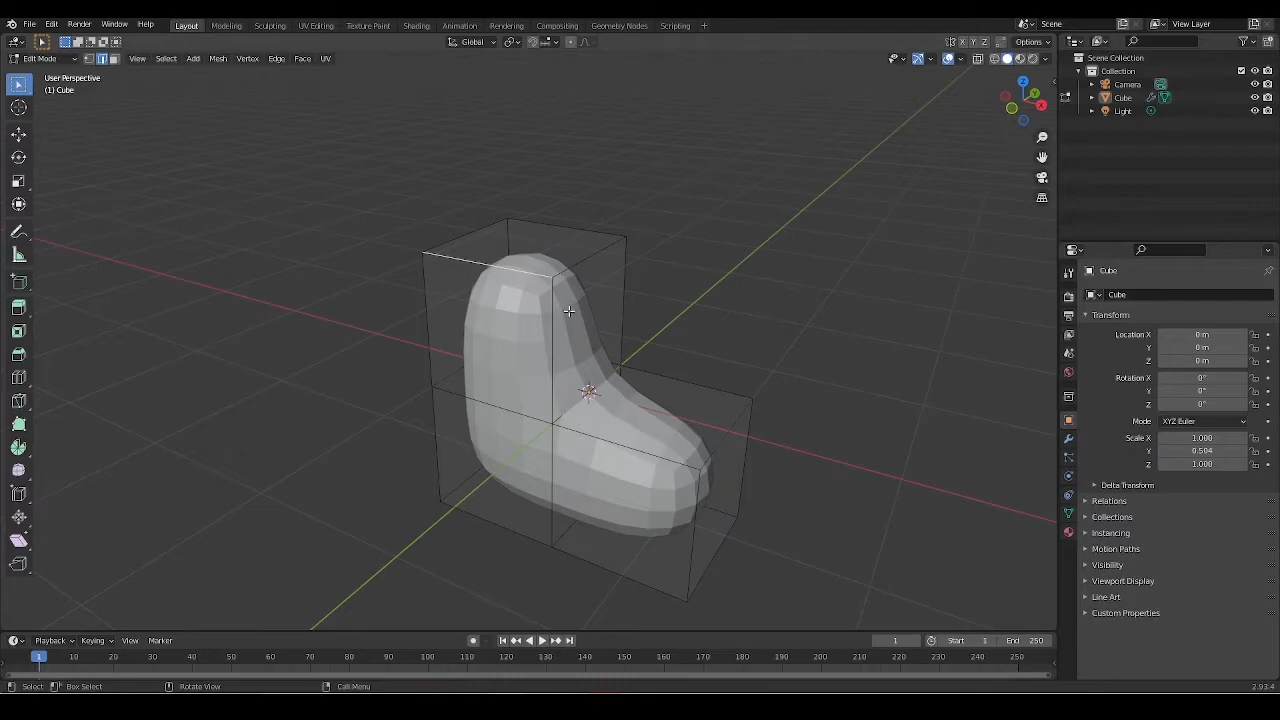 File Edit Render Window Help Layout Modeling Sculpting UV Editing Texture Paint Shading Animation Rendering Compositing Geometry Nodes Scripting + Scene View Layer
Global X Y Z Options
Edit Mode View Select Add Mesh Vertex Edge Face UV
User Perspective
(1) Cube
Z
Y
X
Scene Collection
Collection
Camera
Cube
Light
Cube
Cube
Transform
Location X 0 m
Y 0 m
Z 0 m
Rotation X 0°
Y 0°
Z 0°
Mode XYZ Euler
Scale X 1.000
Y 0.504
Z 1.000
Delta Transform
Relations
Collections
Instancing
Motion Paths
Visibility
Viewport Display
Line Art
Custom Properties
Playback Keying View Marker 1 Start 1 End 250
1 10 20 30 40 50 60 70 80 90 100 110 120 130 140 150 160 170 180 190 200 210 220 230 240 250
Select Box Select Rotate View Call Menu 2.93.4